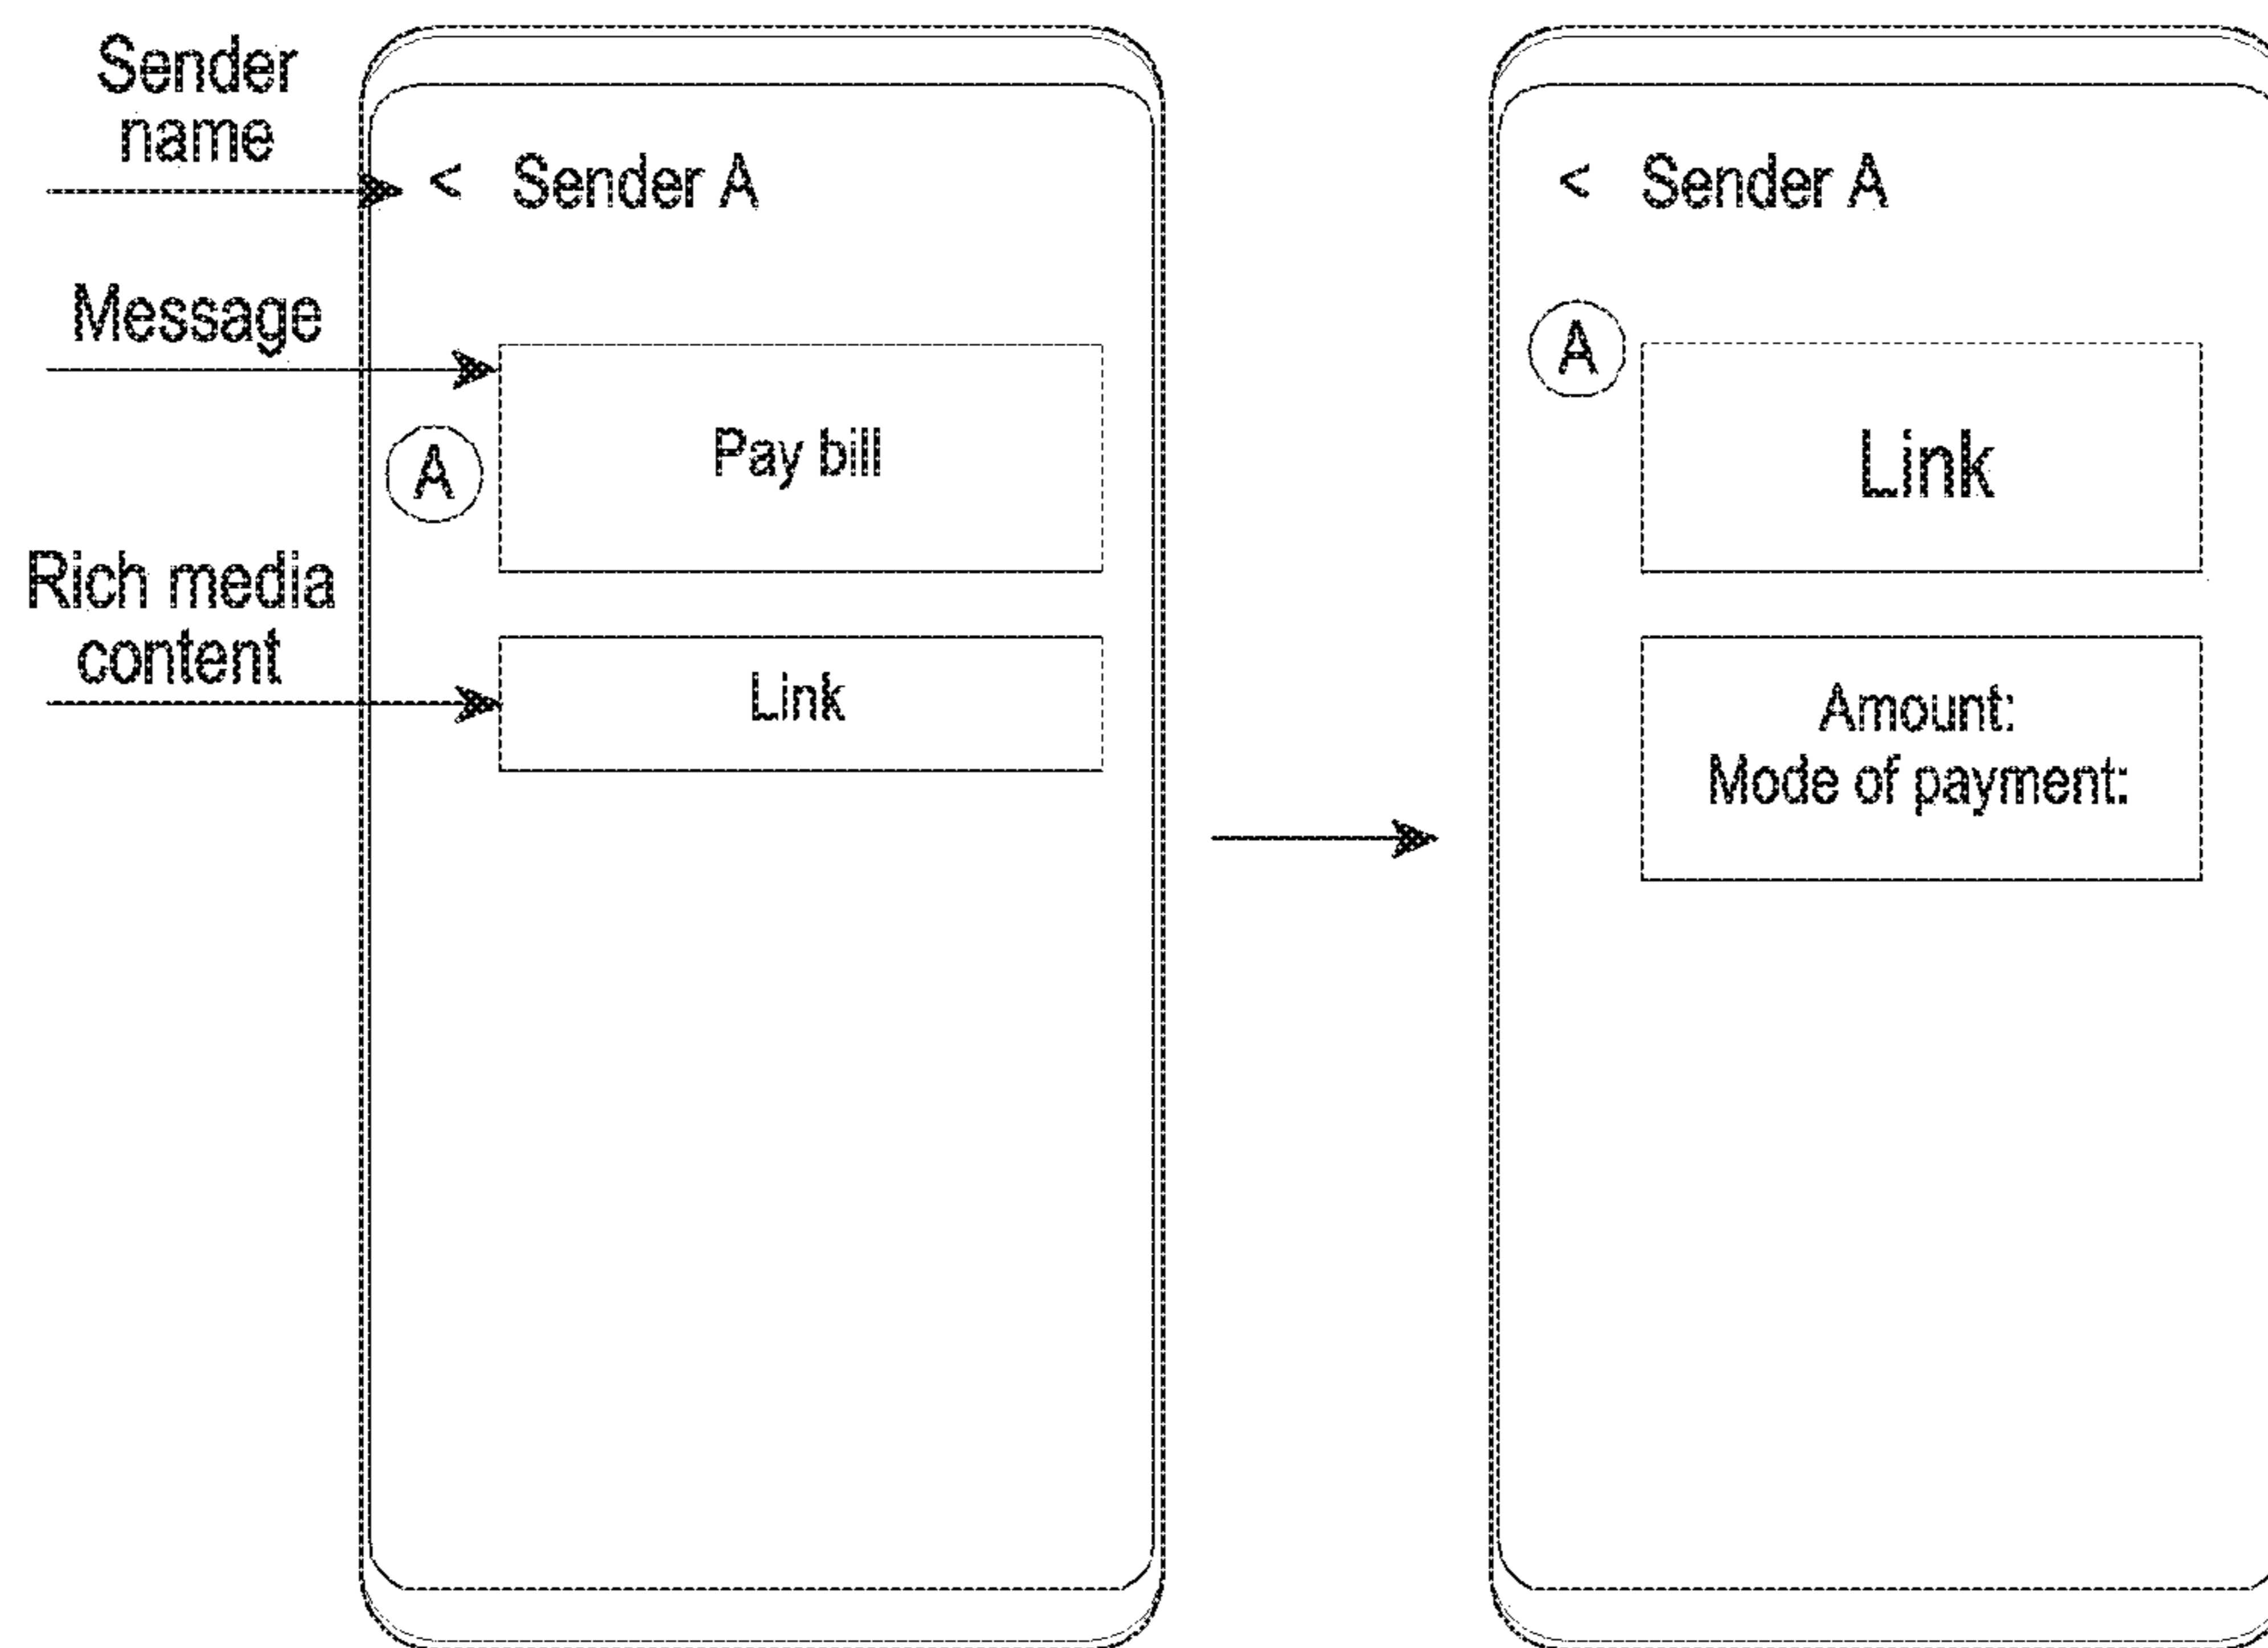 Sender
name
< Sender A
Message
Pay bill
A
Rich media
content
Link
< Sender A
A
Link
Amount:
Mode of payment: